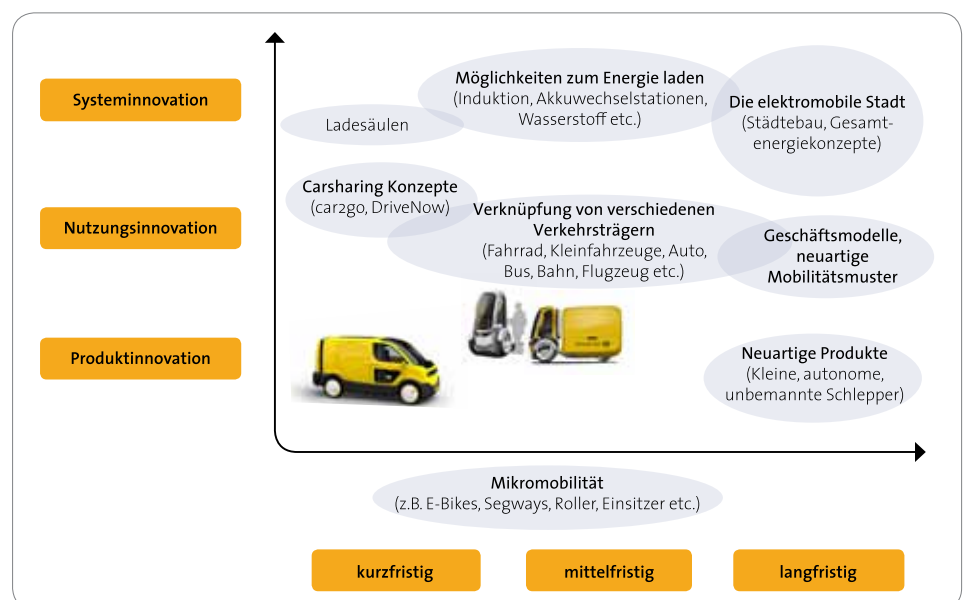 Systeminnovation
Ladesäulen
Möglichkeiten zum Energie laden
(Induktion, Akkuwechselstationen,
Wasserstoff etc.)
Die elektromobile Stadt
(Städtebau, Gesamt-
energiekonzepte)
Nutzungsinnovation
Carsharing Konzepte
(car2go, DriveNow)
Verknüpfung von verschiedenen
Verkehrsträgern
(Fahrrad, Kleinfahrzeuge, Auto,
Bus, Bahn, Flugzeug etc.)
Geschäftsmodelle,
neuartige
Mobilitätsmuster
Produktinnovation
Neuartige Produkte
(Kleine, autonome,
unbemannte Schlepper)
Mikromobilität
(z.B. E-Bikes, Segways, Roller, Einsitzer etc.)
kurzfristig
mittelfristig
langfristig